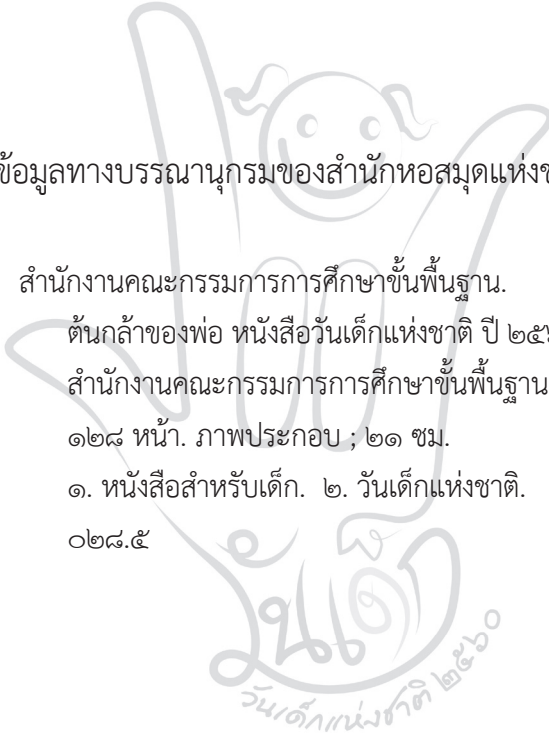 ข้อมูลทางบรรณานุกรมของสำนักหอสมุดแห่ง
สำนักงานคณะกรรมการการศึกษาขั้นพื้นฐาน.
ต้นกล้าของพ่อ หนังสือวันเด็กแห่งชาติ ปี
สำนักงานคณะกรรมการการศึกษาขั้นพื้นฐาน
๑๒๘ หน้า. ภาพประกอบ ; ๒๑ ซม.
๑. หนังสือสำหรับเด็ก. ๒. วันเด็กแห่งชาติ.
๐๒๘.๕
วันเด็ก
วันเด็กแห่งชาติ ๒๕๖๐